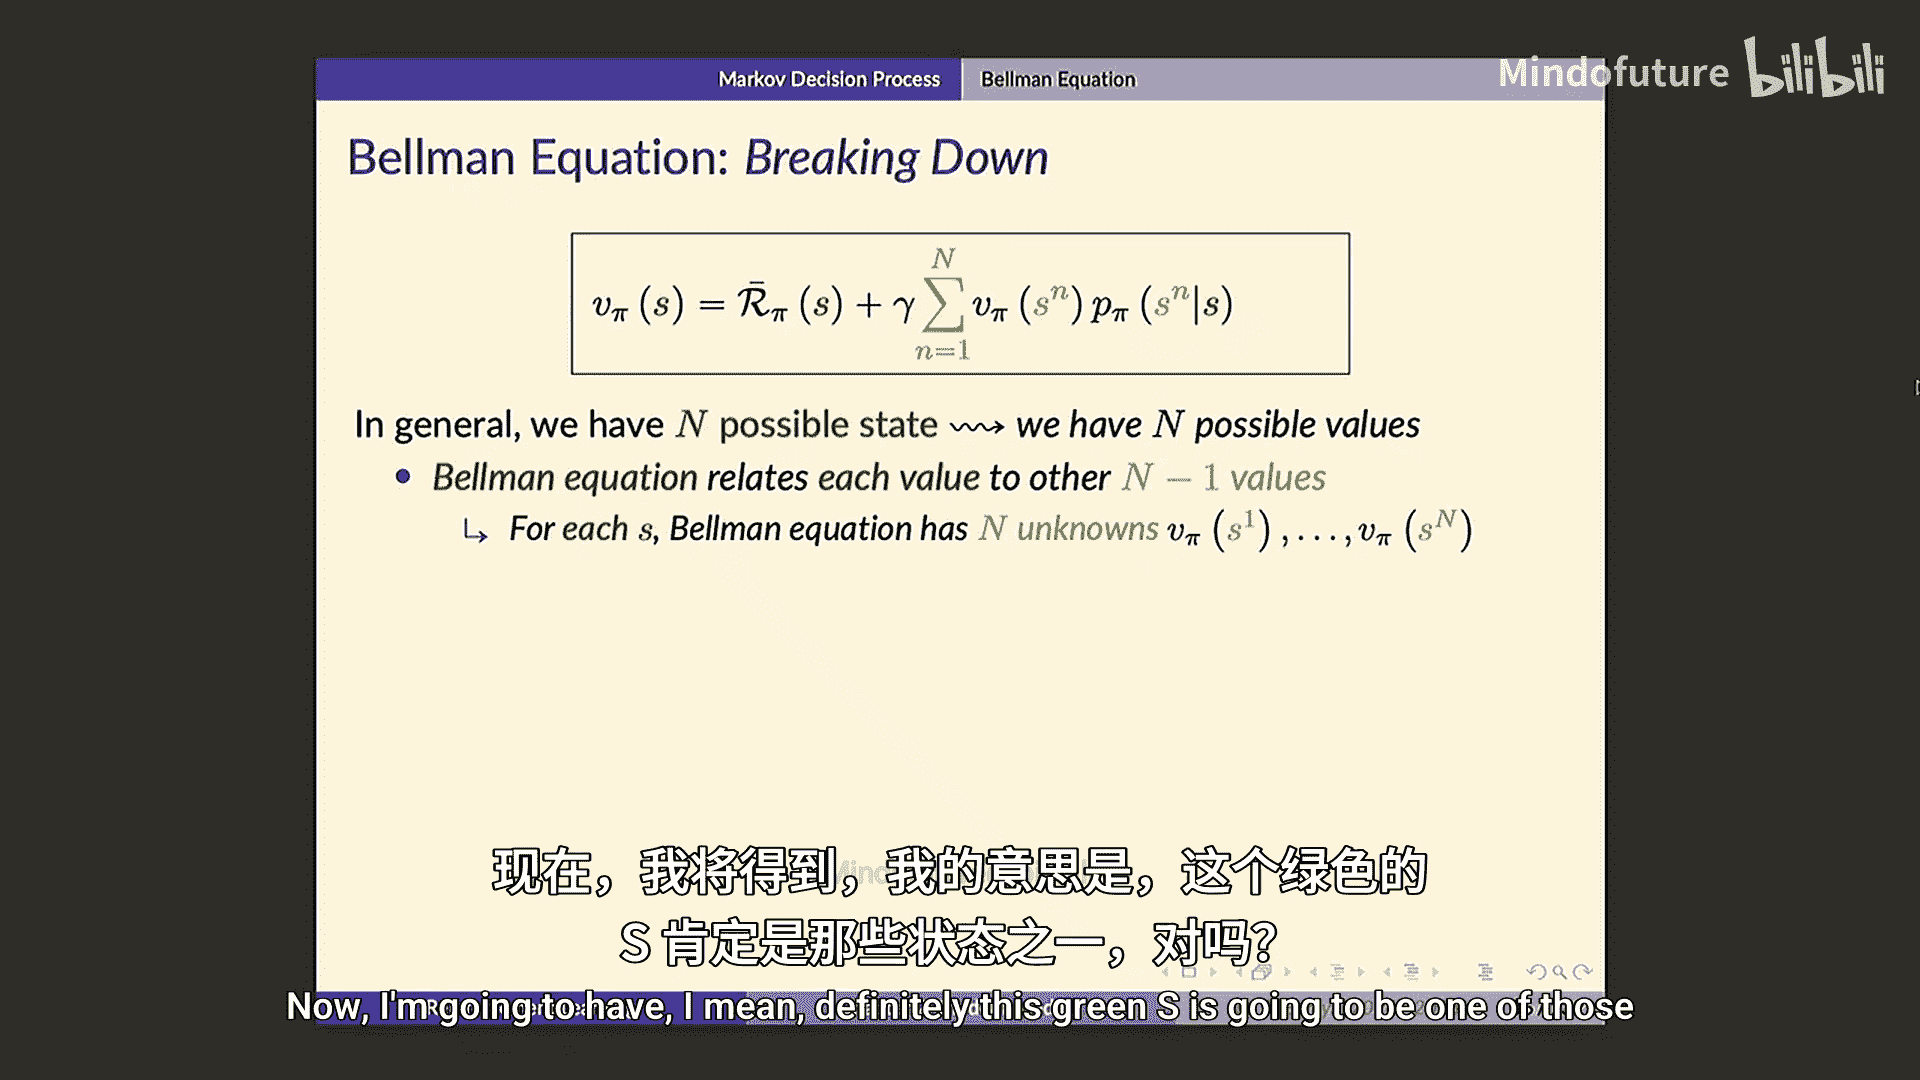 Markov Decision Process
Bellman Equation
Mindofuture bilibili
Bellman Equation: Breaking Down
v_π (s) = R̄_π (s) + γ ∑_{n=1}^{N} v_π (s^n) p_π (s^n|s)
In general, we have N possible state ⇝ we have N possible values
• Bellman equation relates each value to other N − 1 values
↳ For each s, Bellman equation has N unknowns v_π (s^1) , . . . , v_π (s^N)
现在，我将得到，我的意思是，这个绿色的
S 肯定是那些状态之一，对吗？
Now, I'm going to have, I mean, definitely this green S is going to be one of those